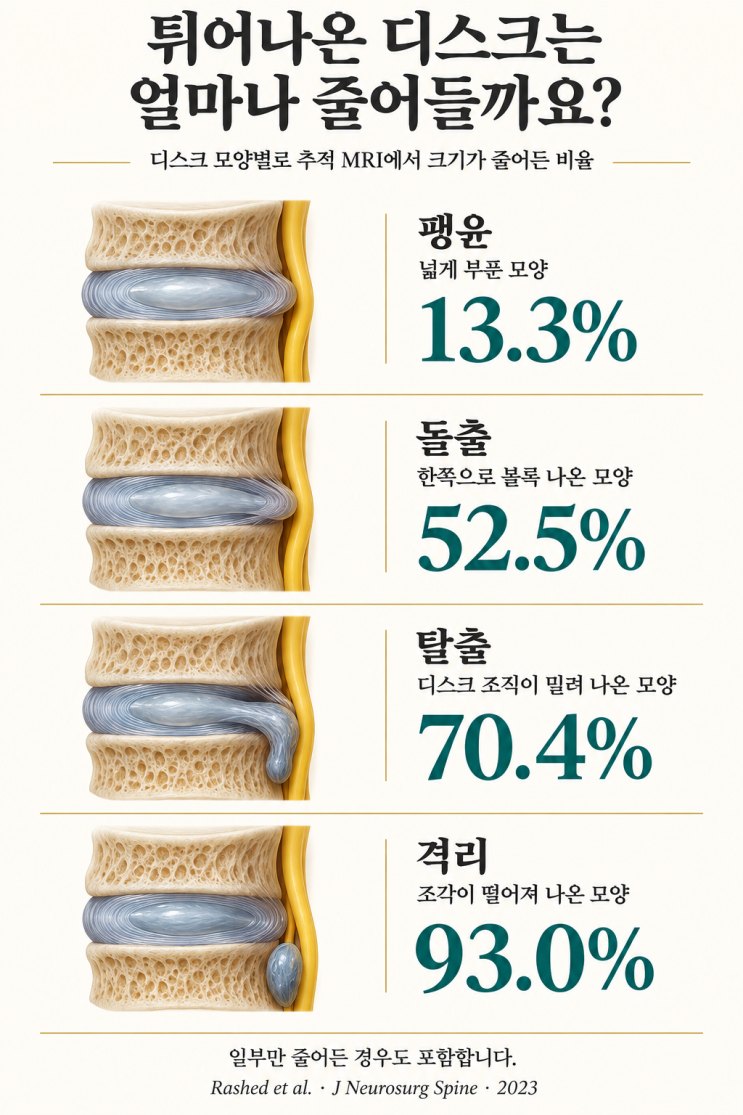 튀어나온 디스크는
얼마나 줄어들까요?
디스크 모양별로 추적 MRI에서 크기가 줄어든 비율
팽윤
넓게 부푼 모양
13.3%
돌출
한쪽으로 볼록 나온 모양
52.5%
탈출
디스크 조직이 밀려 나온 모양
70.4%
격리
조각이 떨어져 나온 모양
93.0%
일부만 줄어든 경우도 포함합니다.
Rashed et al. · J Neurosurg Spine · 2023